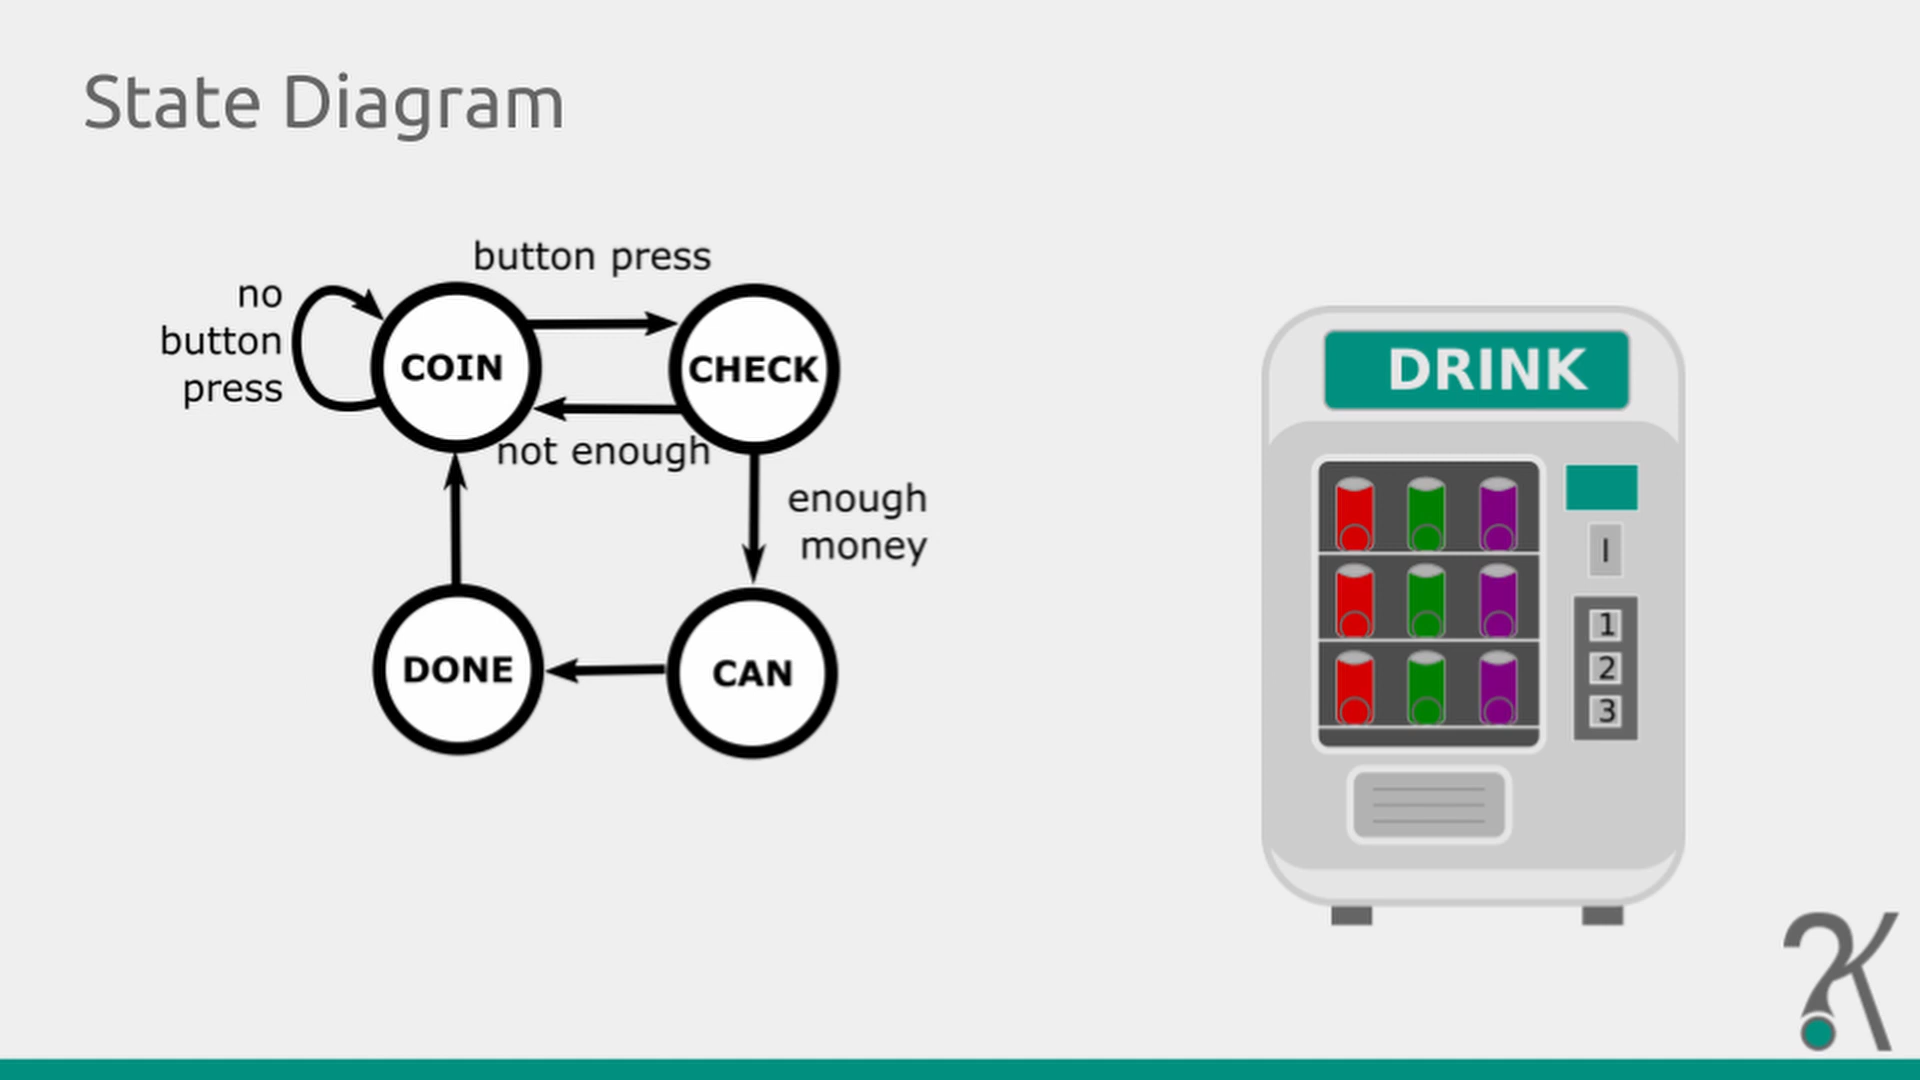 State Diagram
button press
no
button
press
COIN
CHECK
not enough
enough
money
DONE
CAN
DRINK
1
2
3